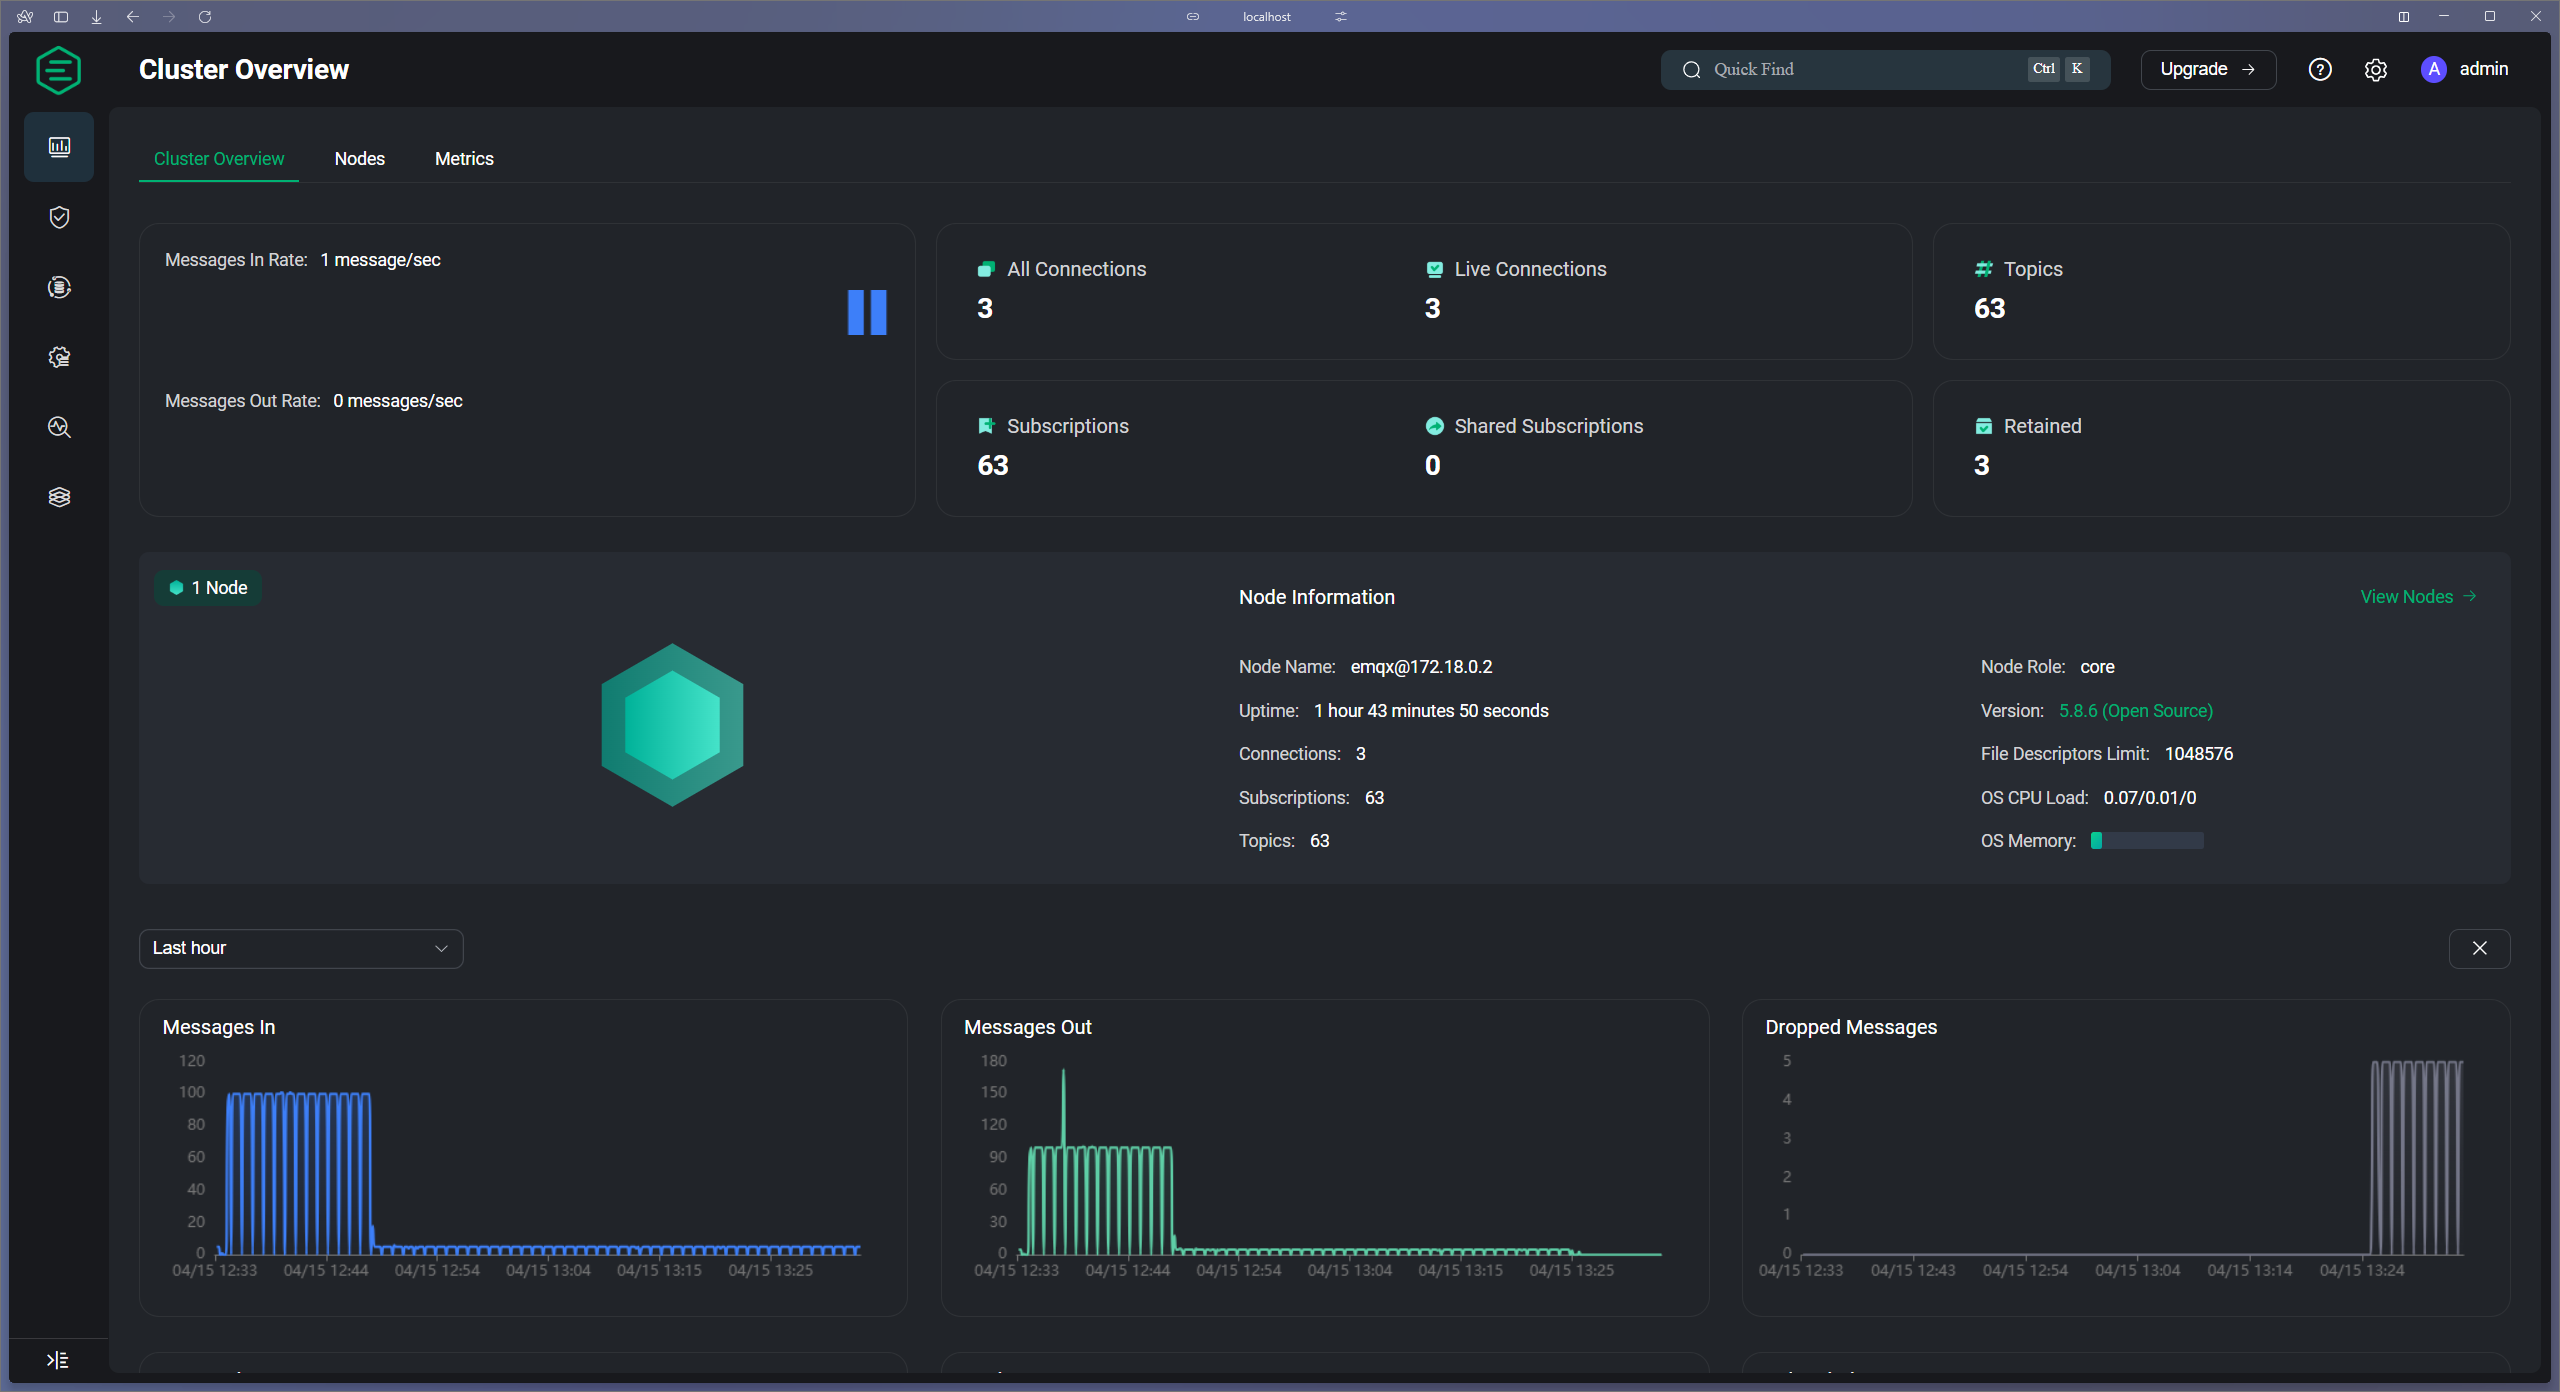 localhost
Cluster Overview
Quick Find
Ctrl K
Upgrade →
A admin
Cluster Overview Nodes Metrics
Messages In Rate: 1 message/sec
Messages Out Rate: 0 messages/sec
All Connections
3
Live Connections
3
Topics
63
Subscriptions
63
Shared Subscriptions
0
Retained
3
1 Node
Node Information
View Nodes →
Node Name: emqx@172.18.0.2
Node Role: core
Uptime: 1 hour 43 minutes 50 seconds
Version: 5.8.6 (Open Source)
Connections: 3
File Descriptors Limit: 1048576
Subscriptions: 63
OS CPU Load: 0.07/0.01/0
Topics: 63
OS Memory:
Last hour
Messages In
120
100
80
60
40
20
0
04/15 12:33 04/15 12:44 04/15 12:54 04/15 13:04 04/15 13:15 04/15 13:25
Messages Out
180
150
120
90
60
30
0
04/15 12:33 04/15 12:44 04/15 12:54 04/15 13:04 04/15 13:15 04/15 13:25
Dropped Messages
5
4
3
2
1
0
04/15 12:33 04/15 12:43 04/15 12:54 04/15 13:04 04/15 13:14 04/15 13:24